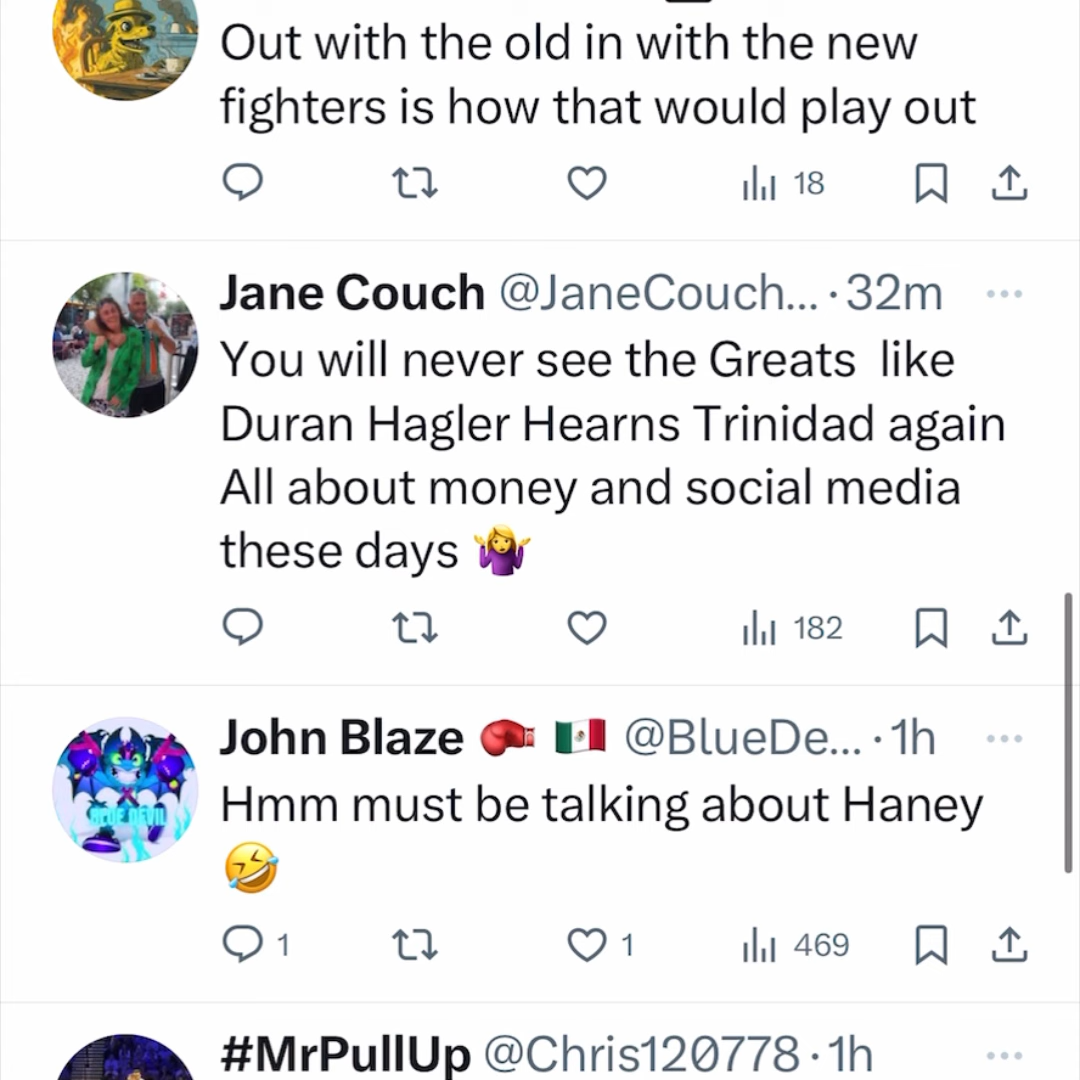 Out with the old in with the new
fighters is how that would play out
18
Jane Couch @JaneCouch... · 32m
You will never see the Greats  like
Duran Hagler Hearns Trinidad again
All about money and social media
these days 🤷‍♀️
182
John Blaze 🥊 🇲🇽 @BlueDe... · 1h
Hmm must be talking about Haney
🤣
1 1 469
BLUE DEVIL
#MrPullUp @Chris120778 · 1h